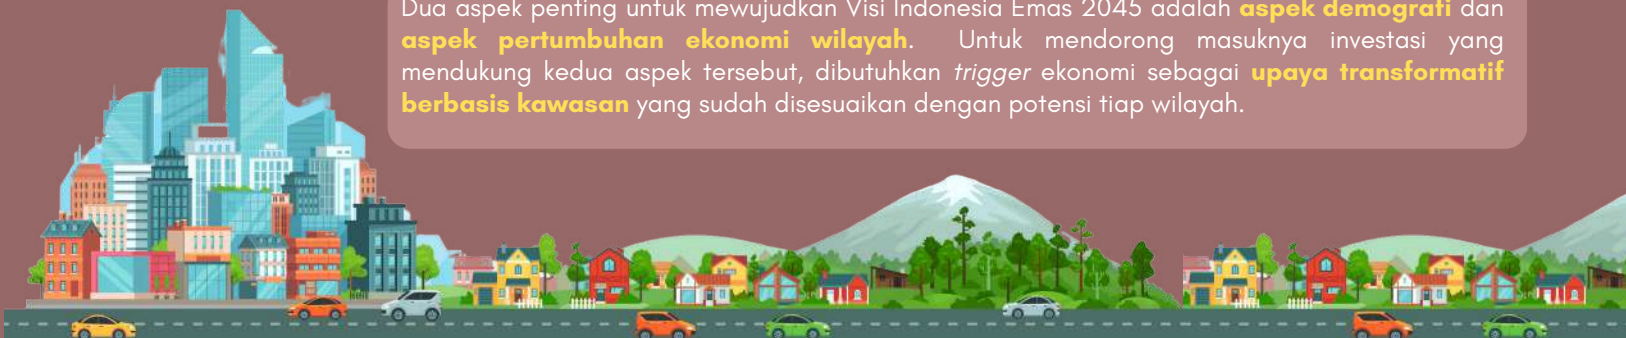 Dua aspek penting untuk mewujudkan Visi Indonesia Emas 2045 adalah aspek demografi dan
aspek pertumbuhan ekonomi wilayah. Untuk mendorong masuknya investasi yang
mendukung kedua aspek tersebut, dibutuhkan trigger ekonomi sebagai upaya transformatif
berbasis kawasan yang sudah disesuaikan dengan potensi tiap wilayah.